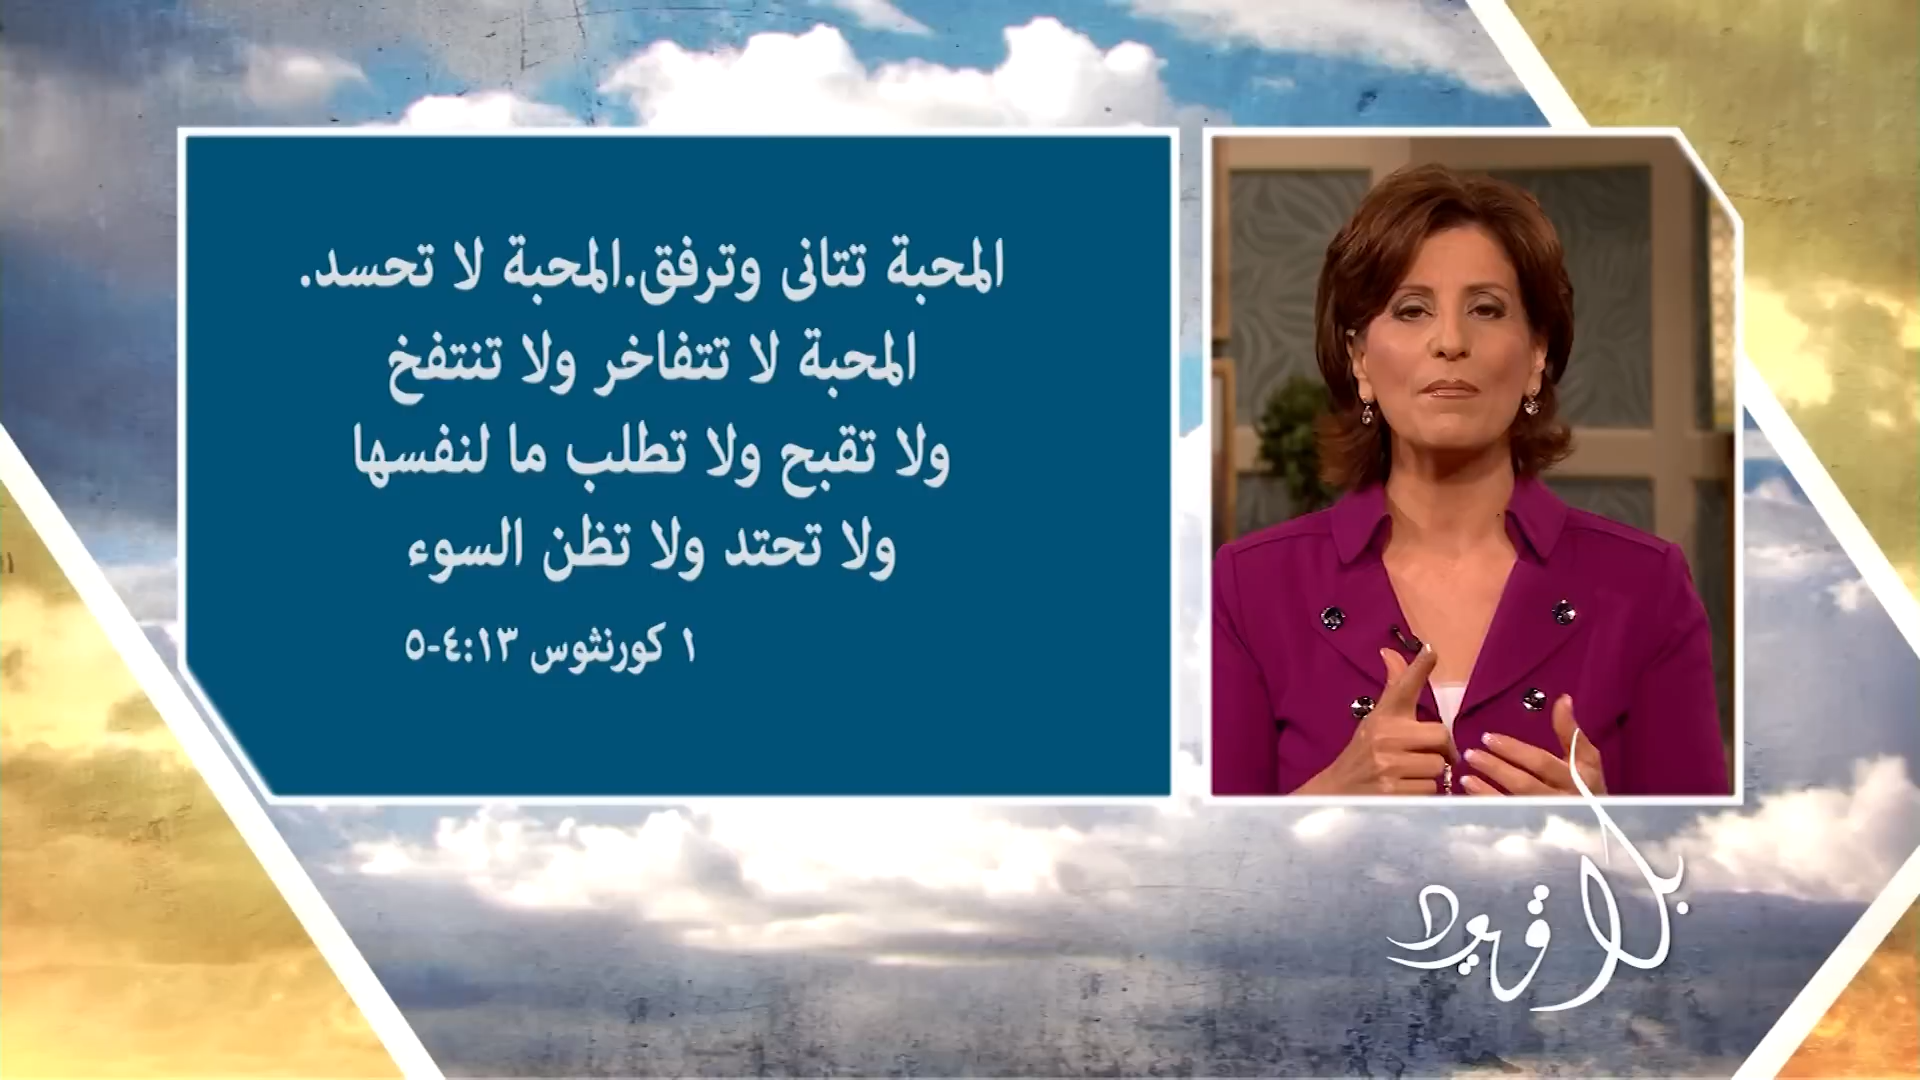 المحبة تتانى وترفق.المحبة لا تحسد.
المحبة لا تتفاخر ولا تنتفخ
ولا تقبح ولا تطلب ما لنفسها
ولا تحتد ولا تظن السوء
١ كورنثوس ١٣:٤-٥
بلا قيود